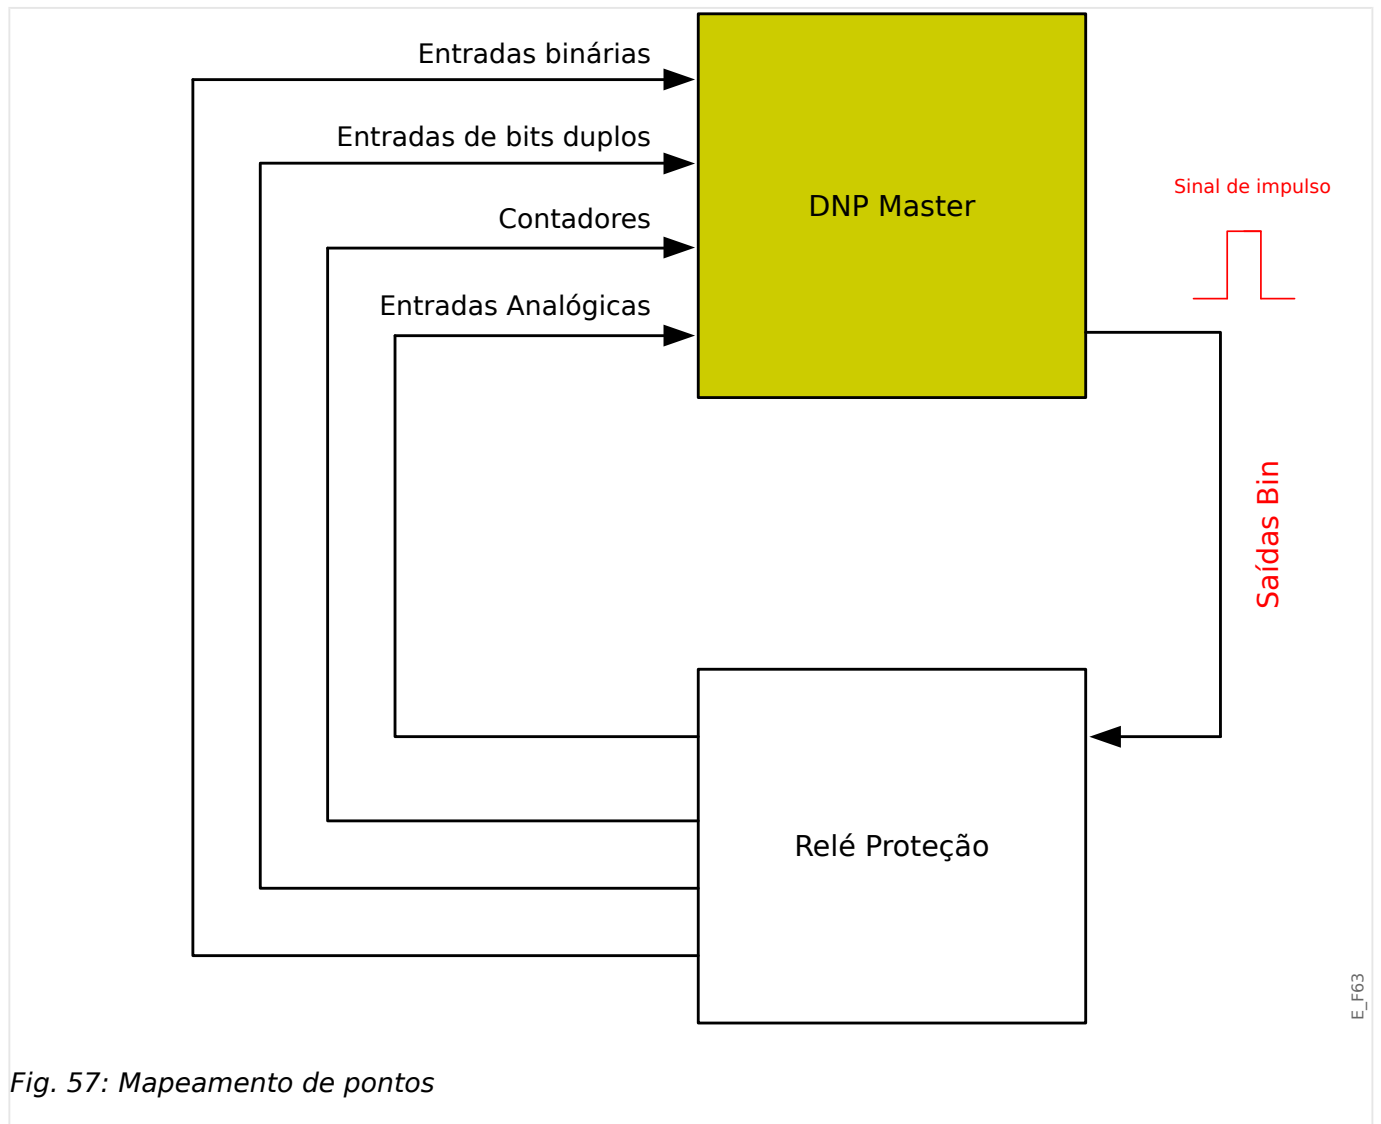 Entradas binárias
Entradas de bits duplos
Contadores
Entradas Analógicas
DNP Master
Sinal de impulso
Saídas Bin
Relé Proteção
E_F63
Fig. 57: Mapeamento de pontos